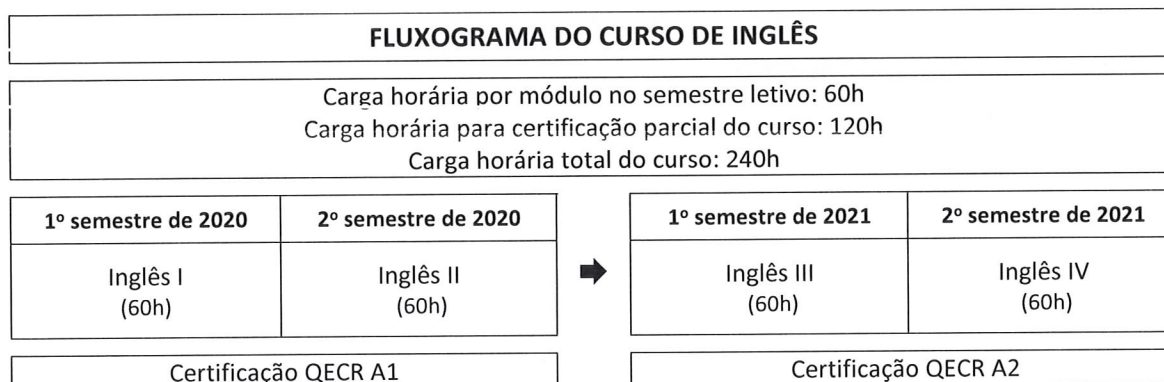 FLUXOGRAMA DO CURSO DE INGLÊS
Carga horária por módulo no semestre letivo: 60h
Carga horária para certificação parcial do curso: 120h
Carga horária total do curso: 240h
1º semestre de 2020
2º semestre de 2020
1º semestre de 2021
2º semestre de 2021
Inglês I
(60h)
Inglês II
(60h)
Inglês III
(60h)
Inglês IV
(60h)
Certificação QECR A1
Certificação QECR A2